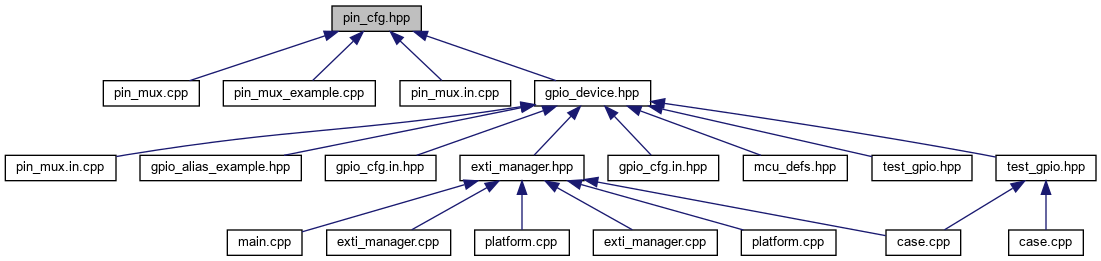 pin_cfg.hpp
pin_mux.cpp
pin_mux_example.cpp
pin_mux.in.cpp
gpio_device.hpp
pin_mux.in.cpp
gpio_alias_example.hpp
gpio_cfg.in.hpp
exti_manager.hpp
gpio_cfg.in.hpp
mcu_defs.hpp
test_gpio.hpp
test_gpio.hpp
main.cpp
exti_manager.cpp
platform.cpp
exti_manager.cpp
platform.cpp
case.cpp
case.cpp